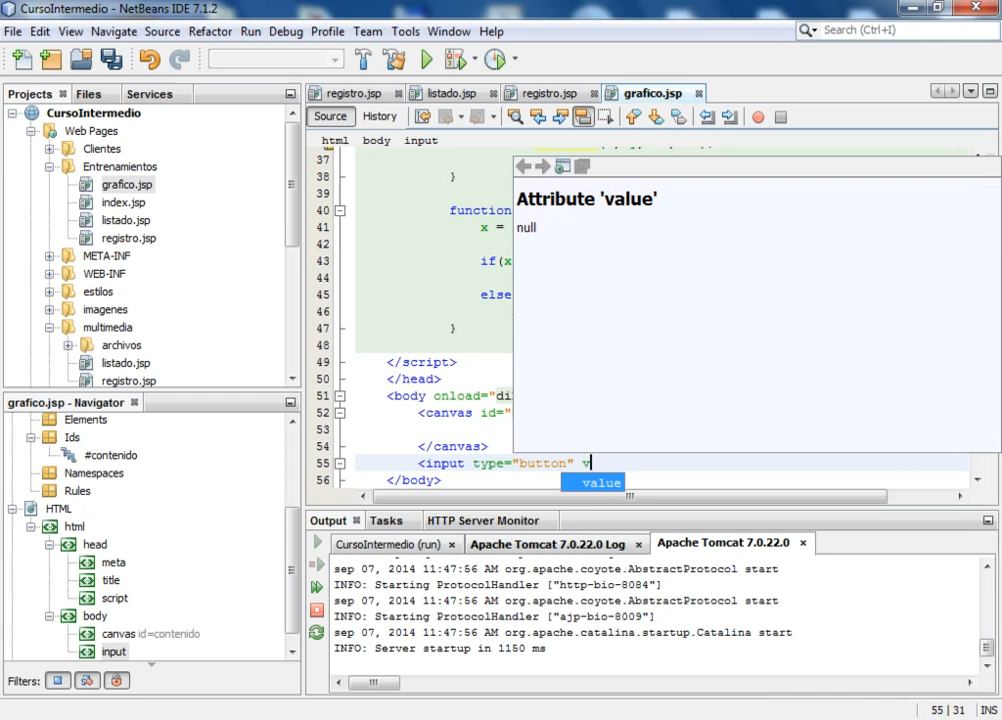 CursoIntermedio - NetBeans IDE 7.1.2
File Edit View Navigate Source Refactor Run Debug Profile Team Tools Window Help
Search (Ctrl+I)
Projects Files Services
CursoIntermedio
Web Pages
Clientes
Entrenamientos
grafico.jsp
index.jsp
listado.jsp
registro.jsp
META-INF
WEB-INF
estilos
imagenes
multimedia
archivos
listado.jsp
registro.jsp
grafico.jsp - Navigator
Elements
Ids
#contenido
Namespaces
Rules
HTML
html
head
meta
title
script
body
canvas id=contenido
input
Filters:
registro.jsp listado.jsp registro.jsp grafico.jsp
Source History
html body input
37
38 }
39
40 function
41 x =
42
43 if(x
44
45 else
46
47 }
48
49 </script>
50 </head>
51 <body onload="di
52 <canvas id="
53
54 </canvas>
55 <input type="button" v
56 </body>
Attribute 'value'
null
value
Output Tasks HTTP Server Monitor
CursoIntermedio (run) Apache Tomcat 7.0.22.0 Log Apache Tomcat 7.0.22.0
sep 07, 2014 11:47:56 AM org.apache.coyote.AbstractProtocol start
INFO: Starting ProtocolHandler ["http-bio-8084"]
sep 07, 2014 11:47:56 AM org.apache.coyote.AbstractProtocol start
INFO: Starting ProtocolHandler ["ajp-bio-8009"]
sep 07, 2014 11:47:56 AM org.apache.catalina.startup.Catalina start
INFO: Server startup in 1150 ms
55 | 31 INS